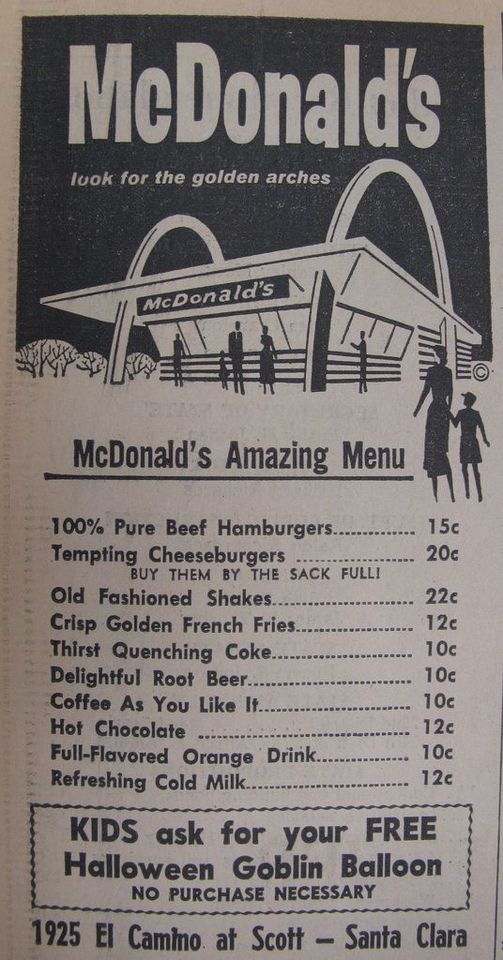 McDonald's
look for the golden arches
McDonald's
©
McDonald's Amazing Menu
100% Pure Beef Hamburgers.............. 15c
Tempting Cheeseburgers .................... 20c
BUY THEM BY THE SACK FULL!
Old Fashioned Shakes........................ 22c
Crisp Golden French Fries.................... 12c
Thirst Quenching Coke........................ 10c
Delightful Root Beer............................ 10c
Coffee As You Like It.......................... 10c
Hot Chocolate .................................... 12c
Full-Flavored Orange Drink................ 10c
Refreshing Cold Milk............................ 12c
KIDS ask for your FREE
Halloween Goblin Balloon
NO PURCHASE NECESSARY
1925 El Camino at Scott — Santa Clara